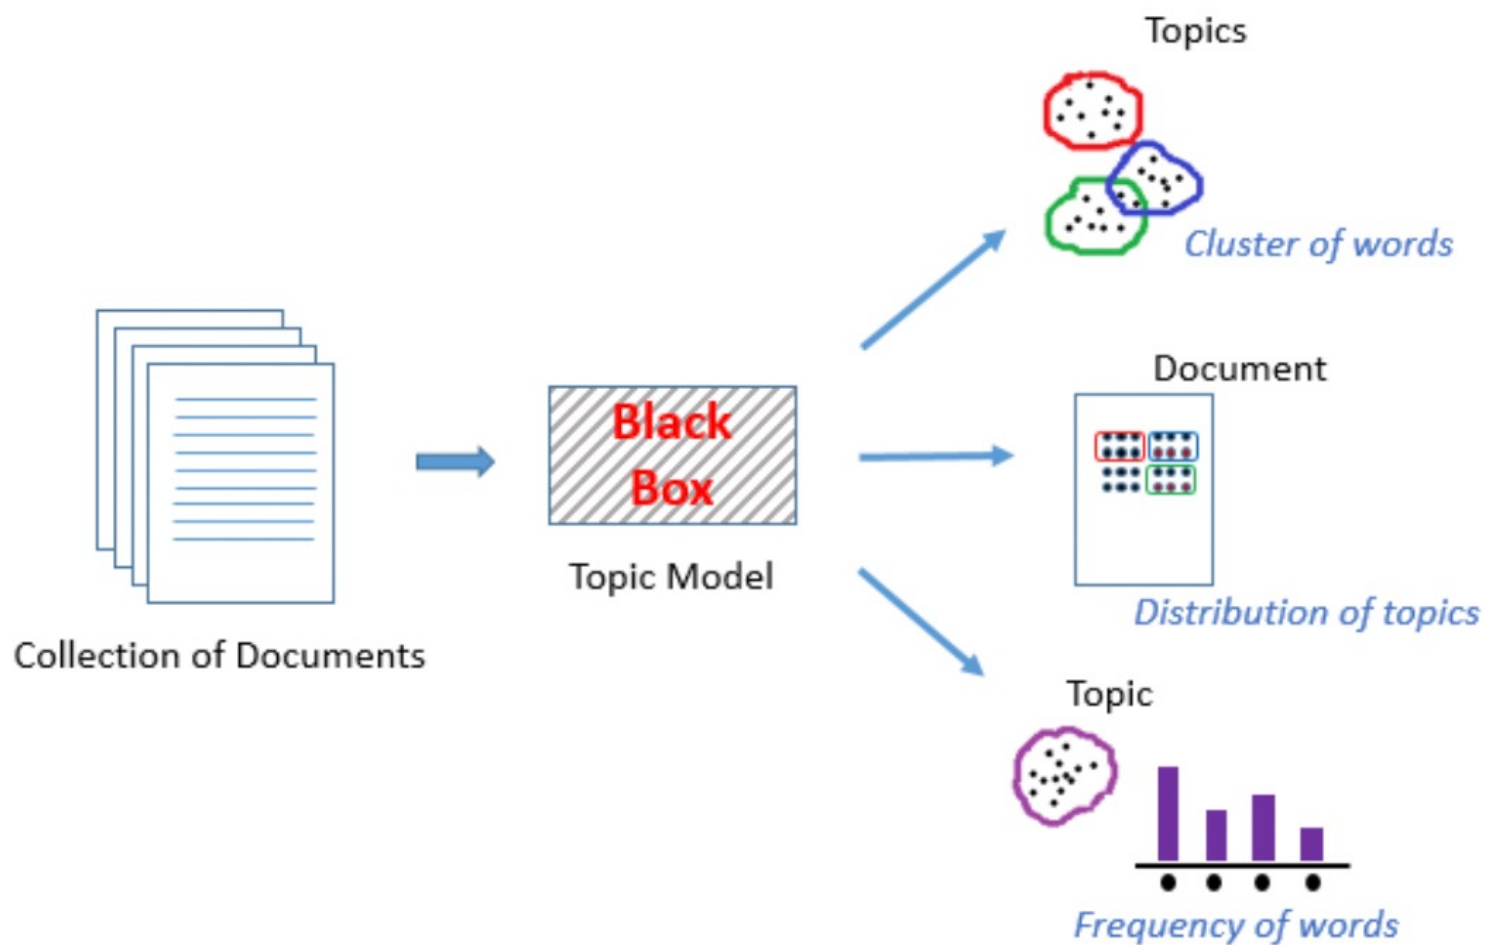 Topics
Cluster of words
Document
Distribution of topics
Black
Box
Topic Model
Collection of Documents
Topic
Frequency of words